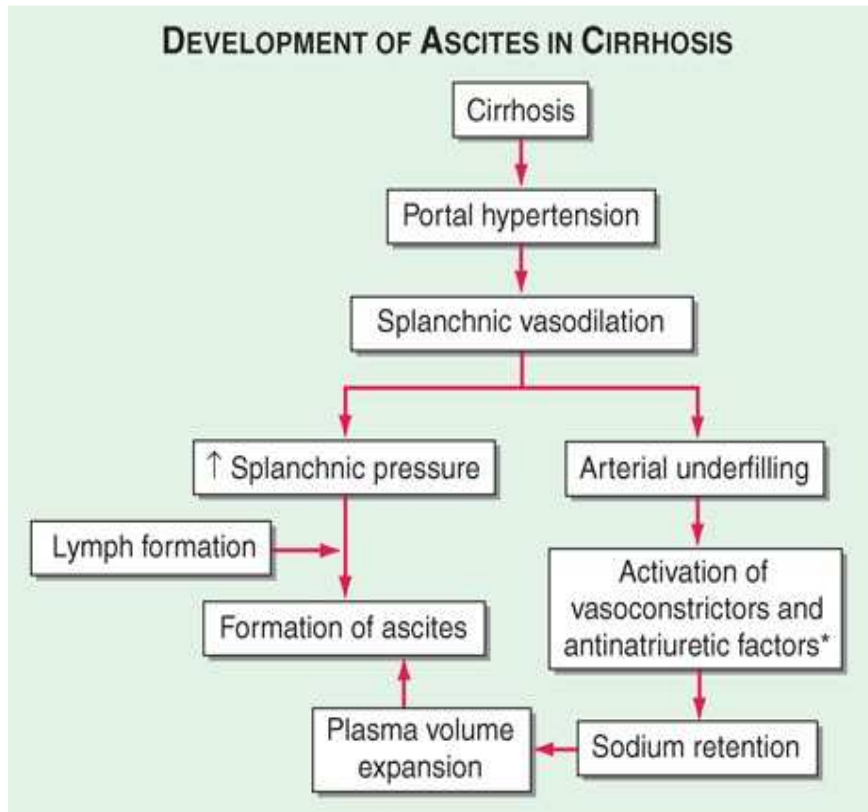 DEVELOPMENT OF ASCITES IN CIRRHOSIS
Cirrhosis
Portal hypertension
Splanchnic vasodilation
↑ Splanchnic pressure
Arterial underfilling
Lymph formation
Activation of
vasoconstrictors and
antinatriuretic factors*
Formation of ascites
Plasma volume
expansion
Sodium retention